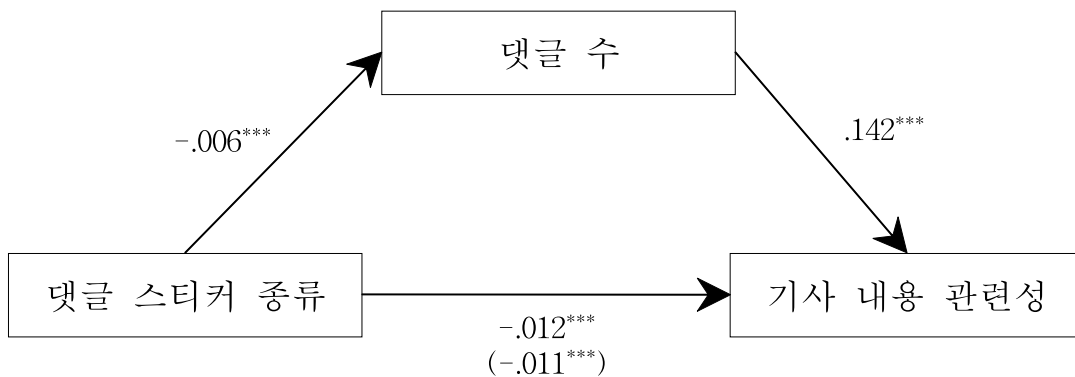 댓글 수
-.006***
.142***
댓글 스티커 종류
기사 내용 관련성
-.012***
(-.011***)